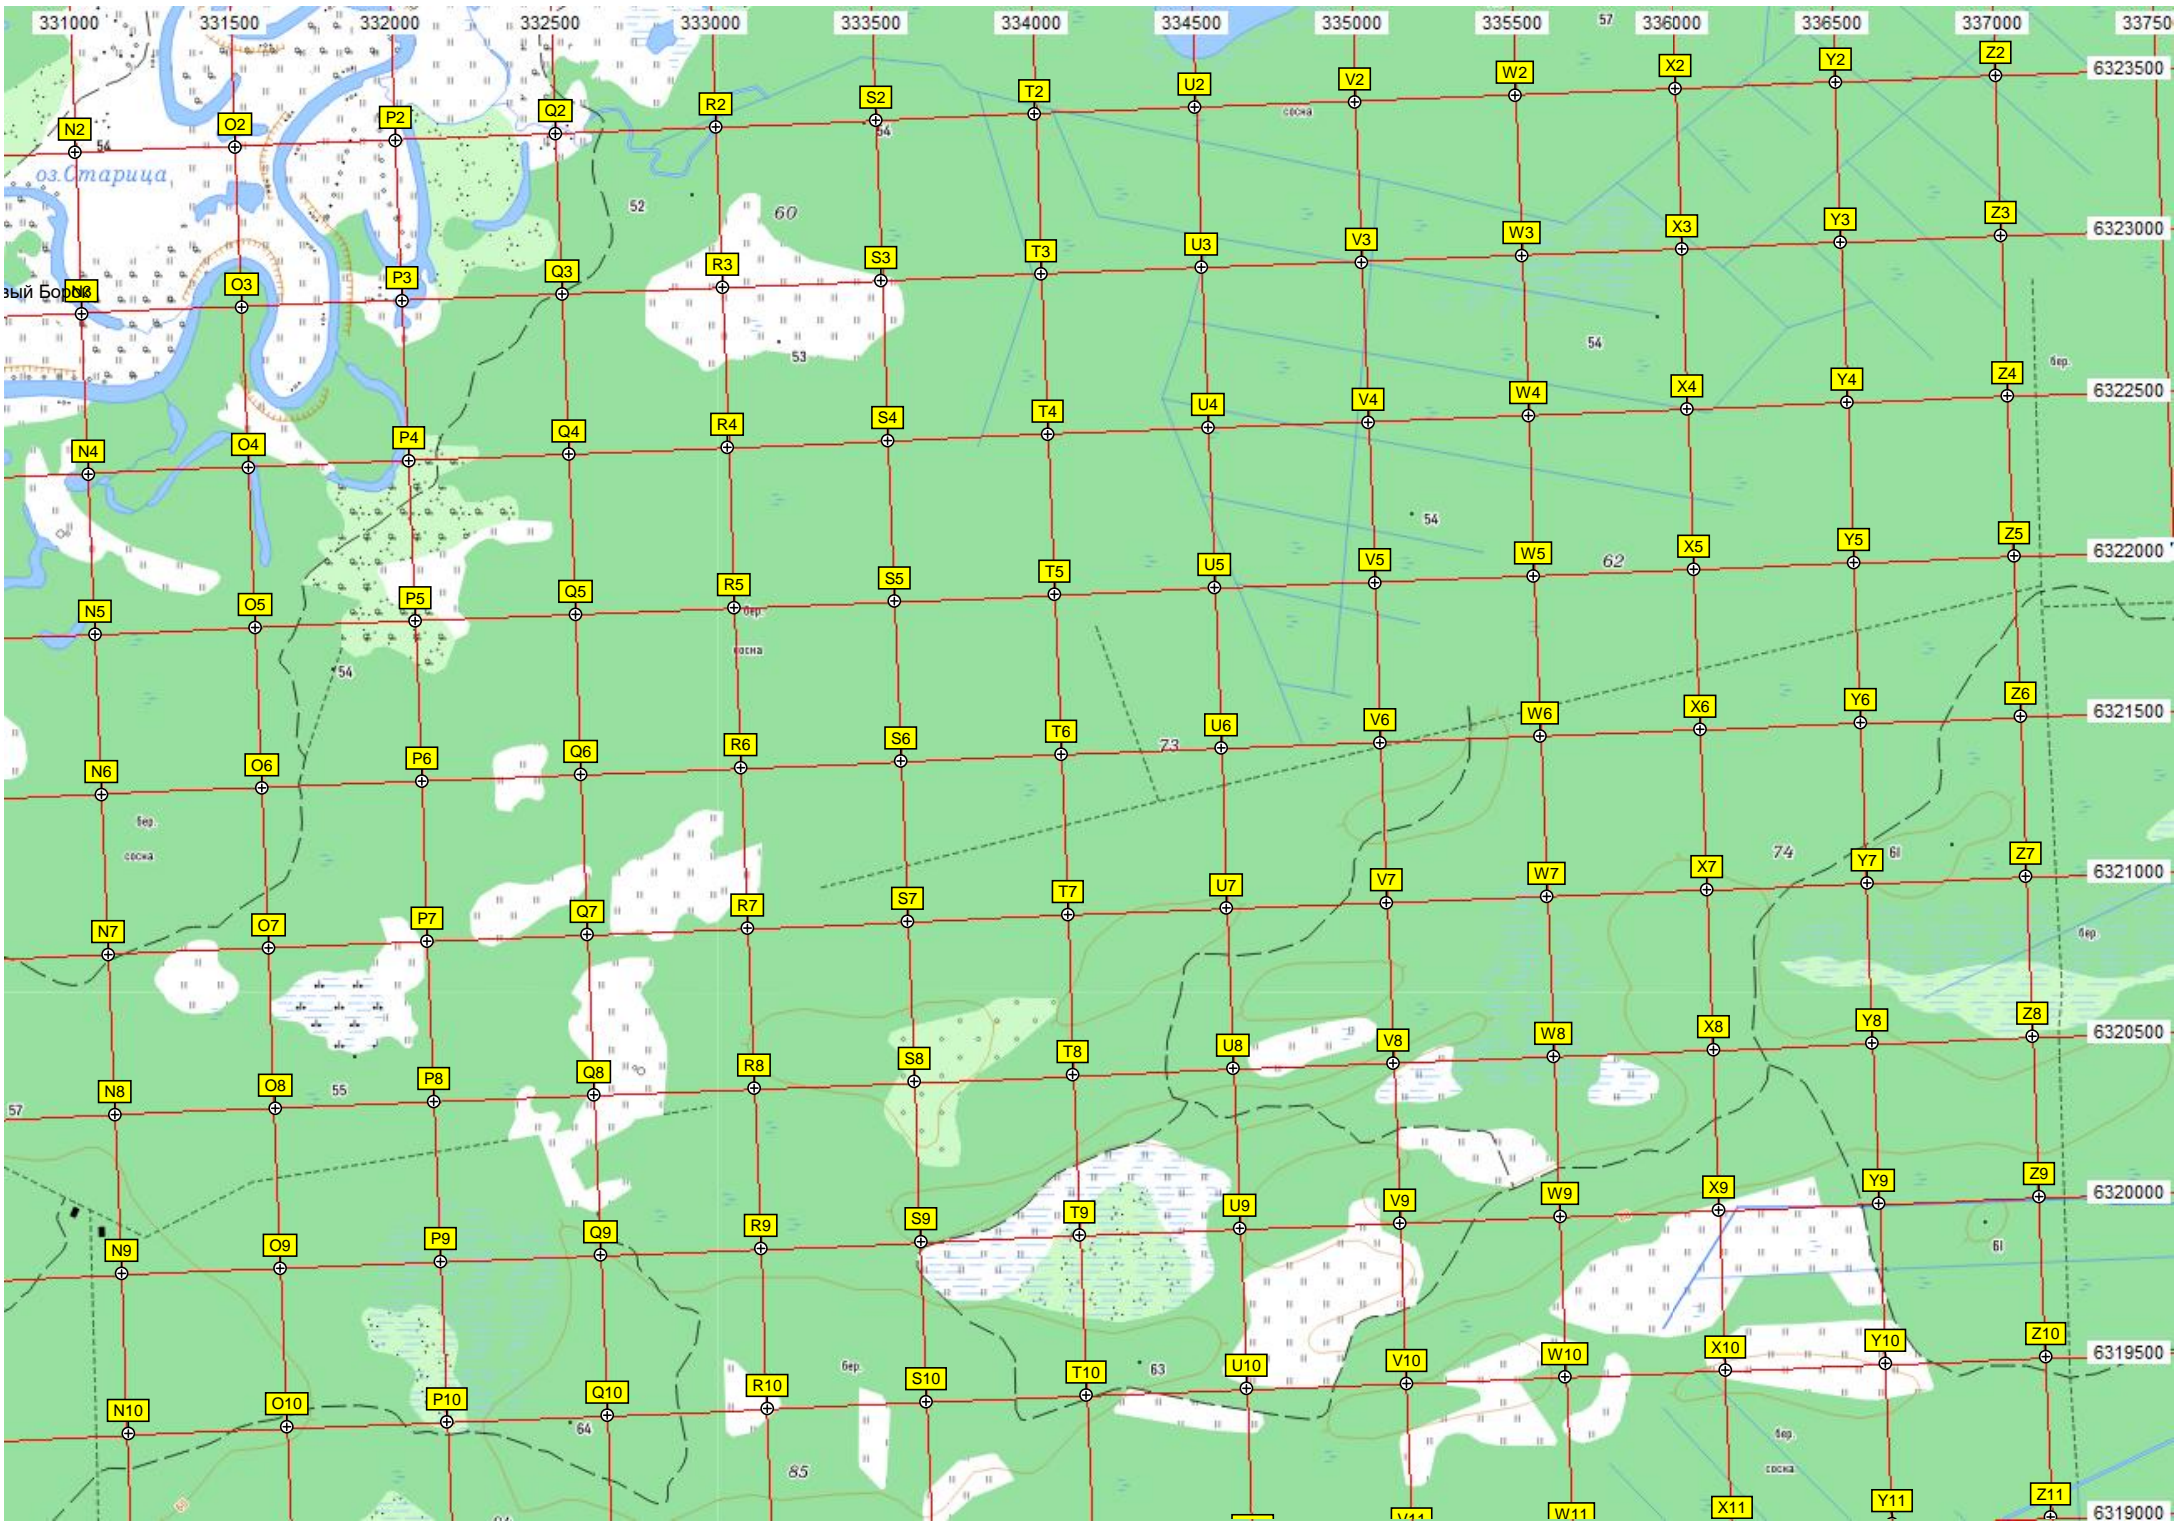 331000 331500 332000 332500 333000 333500 334000 334500 335000 335500 57 336000 336500 337000 33750
N2 O2 P2 Q2 R2 S2 T2 U2 V2 W2 X2 Y2 Z2 6323500
54 54 сосна
оз.Старица
52 60
N3 O3 P3 Q3 R3 S3 T3 U3 V3 W3 X3 Y3 Z3 6323000
вый Борок
53 54 бер.
N4 O4 P4 Q4 R4 S4 T4 U4 V4 W4 X4 Y4 Z4 6322500
54 62
N5 O5 P5 Q5 R5 S5 T5 U5 V5 W5 X5 Y5 Z5 6322000
бер.
сосна
54
N6 O6 P6 Q6 R6 S6 T6 U6 V6 W6 X6 Y6 Z6 6321500
73
бер.
сосна
74 61
N7 O7 P7 Q7 R7 S7 T7 U7 V7 W7 X7 Y7 Z7 6321000
бер.
N8 O8 P8 Q8 R8 S8 T8 U8 V8 W8 X8 Y8 Z8 6320500
57 55
N9 O9 P9 Q9 R9 S9 T9 U9 V9 W9 X9 Y9 Z9 6320000
61
N10 O10 P10 Q10 R10 S10 T10 U10 V10 W10 X10 Y10 Z10 6319500
бер. 63
64 бер.
85 сосна
V11 W11 X11 Y11 Z11 6319000